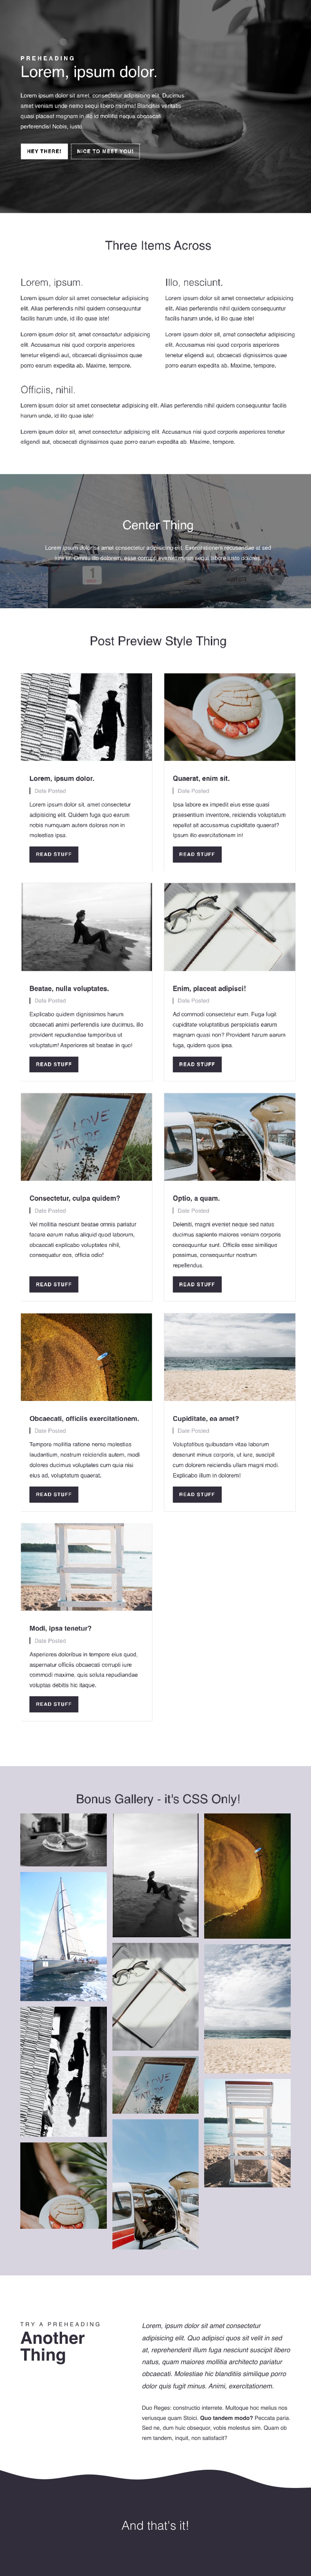 PREHEADING
Lorem, ipsum dolor.
Lorem ipsum dolor sit amet, consectetur adipisicing elit. Ducimus
amet veniam unde nemo sequi libero minima! Blanditiis veritatis
quasi placeat magnam in illo id mollitia neque obcaecati
perferendis! Nobis, iusto.
HEY THERE! NICE TO MEET YOU!
Three Items Across
Lorem, ipsum.
Lorem ipsum dolor sit amet consectetur adipisicing
elit. Alias perferendis nihil quidem consequuntur
facilis harum unde, id illo quae iste!
Lorem ipsum dolor sit, amet consectetur adipisicing
elit. Accusamus nisi quod corporis asperiores
tenetur eligendi aut, obcaecati dignissimos quae
porro earum expedita ab. Maxime, tempore.
Illo, nesciunt.
Lorem ipsum dolor sit amet consectetur adipisicing
elit. Alias perferendis nihil quidem consequuntur
facilis harum unde, id illo quae iste!
Lorem ipsum dolor sit, amet consectetur adipisicing
elit. Accusamus nisi quod corporis asperiores
tenetur eligendi aut, obcaecati dignissimos quae
porro earum expedita ab. Maxime, tempore.
Officiis, nihil.
Lorem ipsum dolor sit amet consectetur adipisicing elit. Alias perferendis nihil quidem consequuntur facilis
harum unde, id illo quae iste!
Lorem ipsum dolor sit, amet consectetur adipisicing elit. Accusamus nisi quod corporis asperiores tenetur
eligendi aut, obcaecati dignissimos quae porro earum expedita ab. Maxime, tempore.
Center Thing
Lorem ipsum dolor sit amet consectetur adipisicing elit. Exercitationem recusandae at sed
Post Preview Style Thing
Lorem, ipsum dolor.
Date Posted
Lorem ipsum dolor sit, amet consectetur
adipisicing elit. Quidem fuga quo earum
nobis numquam autem dolores non in
molestias ipsa.
READ STUFF
Quaerat, enim sit.
Date Posted
Ipsa labore ex impedit eius esse quasi
praesentium inventore, reiciendis voluptatum
repellat sit accusamus cupiditate quaerat?
Ipsum illo exercitationem in!
READ STUFF
Beatae, nulla voluptates.
Date Posted
Explicabo quidem dignissimos harum
obcaecati animi perferendis iure ducimus, illo
provident repudiandae temporibus ut
voluptatum! Asperiores sit beatae in quo!
READ STUFF
Enim, placeat adipisci!
Date Posted
Ad commodi consectetur eum. Fuga fugit
cupiditate voluptatibus perspiciatis earum
magnam quasi non? Provident harum earum
fuga, quidem quos ipsa.
READ STUFF
I LOVE
NATURE
Consectetur, culpa quidem?
Date Posted
Vel mollitia nesciunt beatae omnis pariatur
facere earum natus aliquid quod laborum,
obcaecati explicabo voluptates nihil,
consequatur eos, officia odio!
READ STUFF
Optio, a quam.
Date Posted
Deleniti, magni eveniet neque sed natus
ducimus sapiente maiores veniam corporis
consequuntur sunt. Officiis esse similique
possimus, consequuntur nostrum
repellendus.
READ STUFF
Obcaecati, officiis exercitationem.
Date Posted
Tempore mollitia ratione nemo molestias
laudantium, nostrum reiciendis autem, modi
dolores ducimus voluptates cum quia nisi
eius ad, voluptatum quaerat.
READ STUFF
Cupiditate, ea amet?
Date Posted
Voluptatibus quibusdam vitae laborum
deserunt minus corporis, ut iure, suscipit
cum dolorem reiciendis ullam magni modi.
Explicabo illum in dolorem!
READ STUFF
Modi, ipsa tenetur?
Date Posted
Asperiores doloribus in tempore eius quod,
aspernatur officiis obcaecati corrupti iure
commodi maxime, quis soluta repudiandae
voluptas debitis hic itaque.
READ STUFF
Bonus Gallery - it's CSS Only!
I LOVE
NATURE
TRY A PREHEADING
Another
Thing
Lorem, ipsum dolor sit amet consectetur
adipisicing elit. Quo adipisci quos sit velit in sed
at, reprehenderit illum fuga nesciunt suscipit libero
natus, quam maiores mollitia architecto pariatur
obcaecati. Molestiae hic blanditiis similique porro
dolor quis fugit minus. Animi, exercitationem.
Duo Reges: constructio interrete. Multoque hoc melius nos
veriusque quam Stoici. Quo tandem modo? Peccata paria.
Sed ne, dum huic obsequor, vobis molestus sim. Quam ob
rem tandem, inquit, non satisfacit?
And that's it!